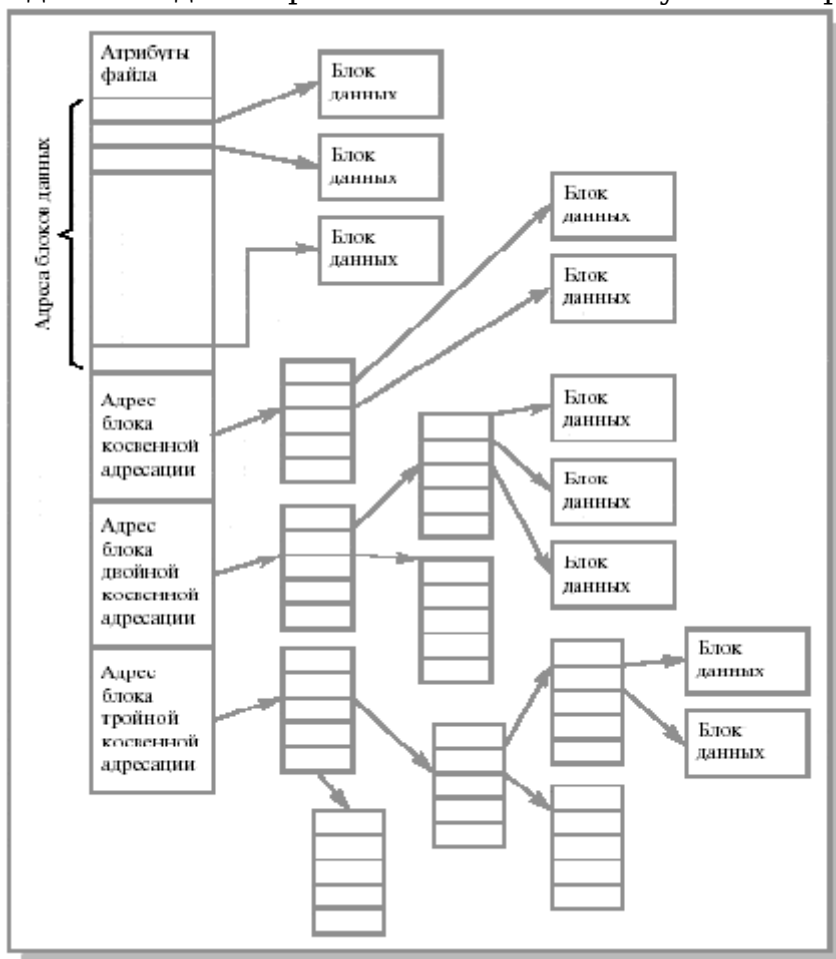 Атрибуты
файла
Адреса блоков данных
Блок
данных
Блок
данных
Блок
данных
Блок
данных
Блок
данных
Адрес
блока
косвенной
адресации
Блок
данных
Блок
данных
Блок
данных
Адрес
блока
двойной
косвенной
адресации
Адрес
блока
тройной
косвенной
адресации
Блок
данных
Блок
данных